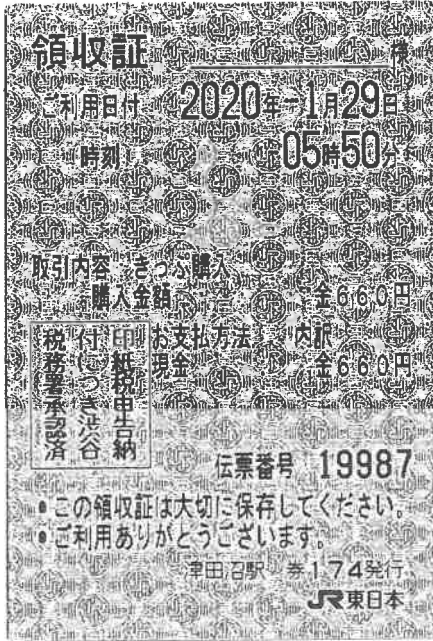 領収証 様
ご利用日付 2020年-1月29日
時刻 05時50分
取引内容 きっぷ購入
購入金額 金660円
お支払方法 内訳
現金 金660円
印紙税申告納
付につき渋谷
税務署承認済
伝票番号 19987
•この領収証は大切に保存してください。
•ご利用ありがとうございます。
津田沼駅 券174発行
JR東日本